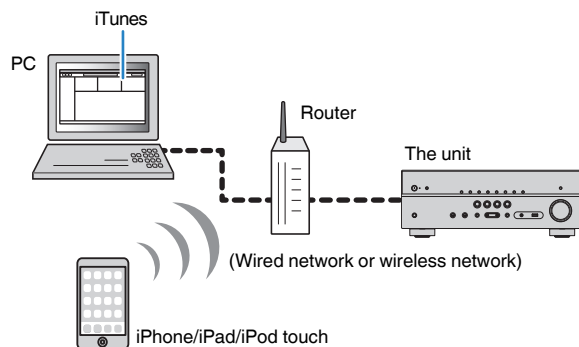 iTunes
PC
Router
The unit
(Wired network or wireless network)
iPhone/iPad/iPod touch